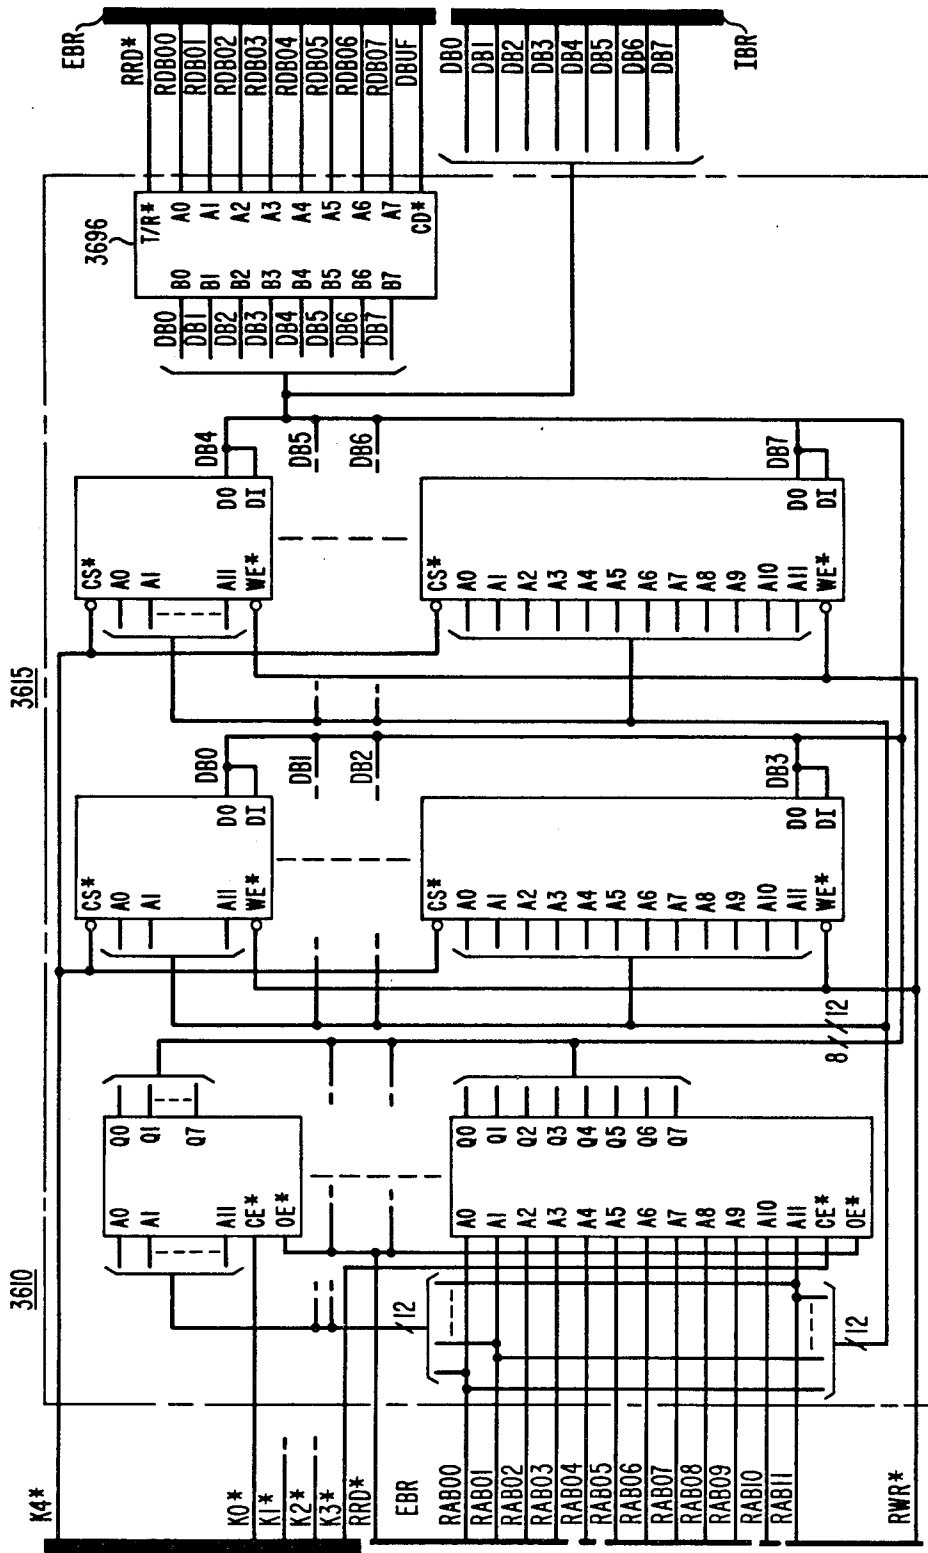 3610
3615
K4*
K0*
K1*
K2*
K3*
RRD*
EBR
RAB00
RAB01
RAB02
RAB03
RAB04
RAB05
RAB06
RAB07
RAB08
RAB09
RAB10
RAB11
RWR*
A0
A1
A11
CE*
OE*
Q0
Q1
Q7
12
12
A0
A1
A2
A3
A4
A5
A6
A7
A8
A9
A10
A11
CE*
OE*
Q0
Q1
Q2
Q3
Q4
Q5
Q6
Q7
8
12
CS*
A0
A1
A11
WE*
DO
DI
DB0
DB1
DB2
CS*
A0
A1
A2
A3
A4
A5
A6
A7
A8
A9
A10
A11
WE*
DO
DI
DB3
CS*
A0
A1
A11
WE*
DO
DI
DB4
DB5
DB6
CS*
A0
A1
A2
A3
A4
A5
A6
A7
A8
A9
A10
A11
WE*
DO
DI
DB7
3696
DB0
DB1
DB2
DB3
DB4
DB5
DB6
DB7
B0
B1
B2
B3
B4
B5
B6
B7
T/R*
A0
A1
A2
A3
A4
A5
A6
A7
CD*
EBR
RRD*
RDB00
RDB01
RDB02
RDB03
RDB04
RDB05
RDB06
RDB07
DBUF
DB0
DB1
DB2
DB3
DB4
DB5
DB6
DB7
IBR